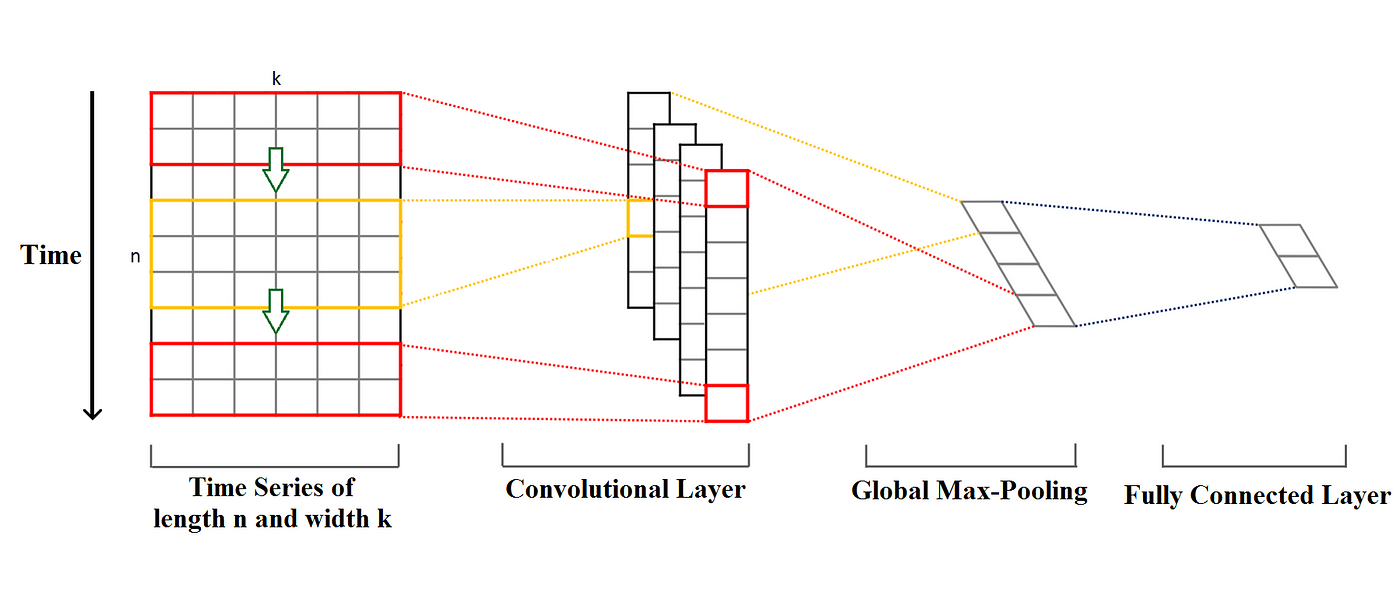 k
Time
n
Time Series of
length n and width k
Convolutional Layer
Global Max-Pooling
Fully Connected Layer